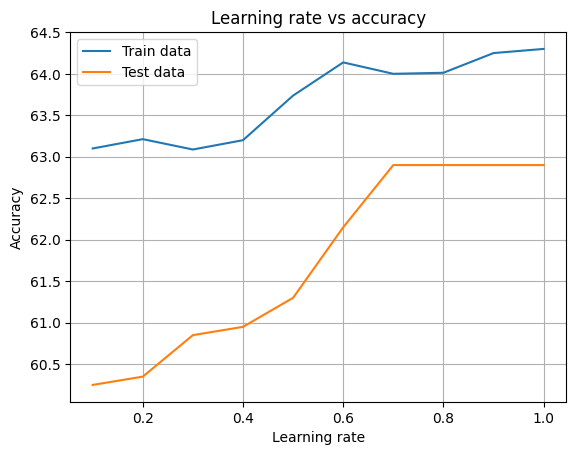 Learning rate vs accuracy
Train data
Test data
64.5
64.0
63.5
63.0
62.5
62.0
61.5
61.0
60.5
Accuracy
0.2 0.4 0.6 0.8 1.0
Learning rate